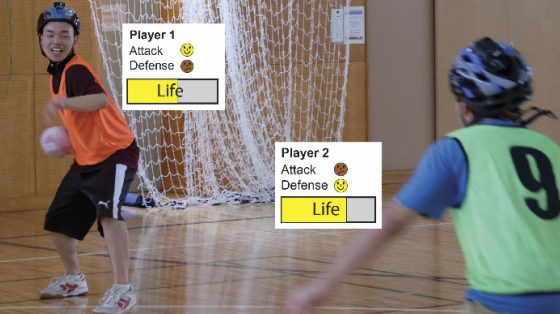 Player 1
Attack
Defense
Life
Player 2
Attack
Defense
Life
9